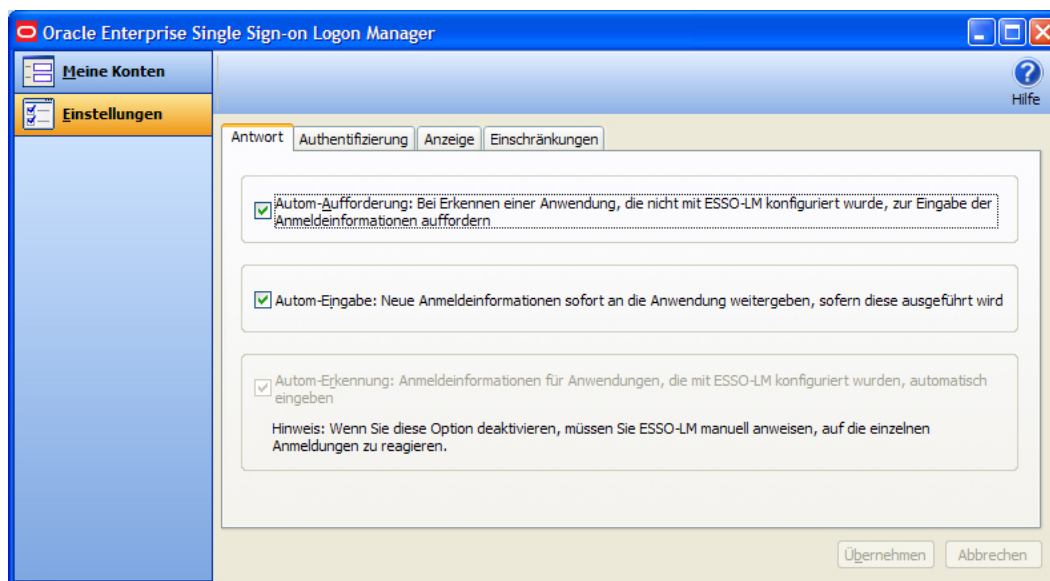 Oracle Enterprise Single Sign-on Logon Manager
Meine Konten
Einstellungen
Hilfe
Antwort Authentifizierung Anzeige Einschränkungen
Autom-Aufforderung: Bei Erkennen einer Anwendung, die nicht mit ESSO-LM konfiguriert wurde, zur Eingabe der
Anmeldeinformationen auffordern
Autom-Eingabe: Neue Anmeldeinformationen sofort an die Anwendung weitergeben, sofern diese ausgeführt wird
Autom-Erkennung: Anmeldeinformationen für Anwendungen, die mit ESSO-LM konfiguriert wurden, automatisch
eingeben
Hinweis: Wenn Sie diese Option deaktivieren, müssen Sie ESSO-LM manuell anweisen, auf die einzelnen
Anmeldungen zu reagieren.
Übernehmen Abbrechen